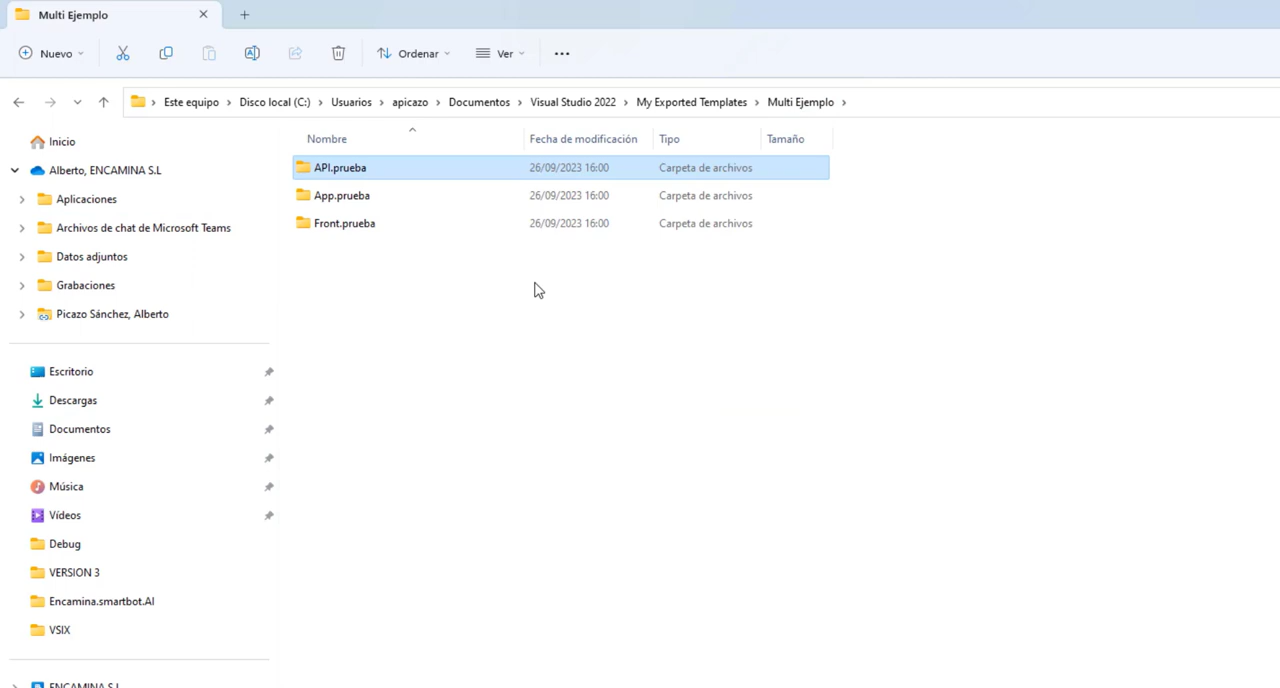 Multi Ejemplo
Nuevo
Ordenar
Ver
Este equipo > Disco local (C:) > Usuarios > apicazo > Documentos > Visual Studio 2022 > My Exported Templates > Multi Ejemplo >
Nombre Fecha de modificación Tipo Tamaño
API.prueba 26/09/2023 16:00 Carpeta de archivos
App.prueba 26/09/2023 16:00 Carpeta de archivos
Front.prueba 26/09/2023 16:00 Carpeta de archivos
Inicio
Alberto, ENCAMINA S.L
Aplicaciones
Archivos de chat de Microsoft Teams
Datos adjuntos
Grabaciones
Picazo Sánchez, Alberto
Escritorio
Descargas
Documentos
Imágenes
Música
Vídeos
Debug
VERSION 3
Encamina.smartbot.AI
VSIX
ENCAMINA S.L